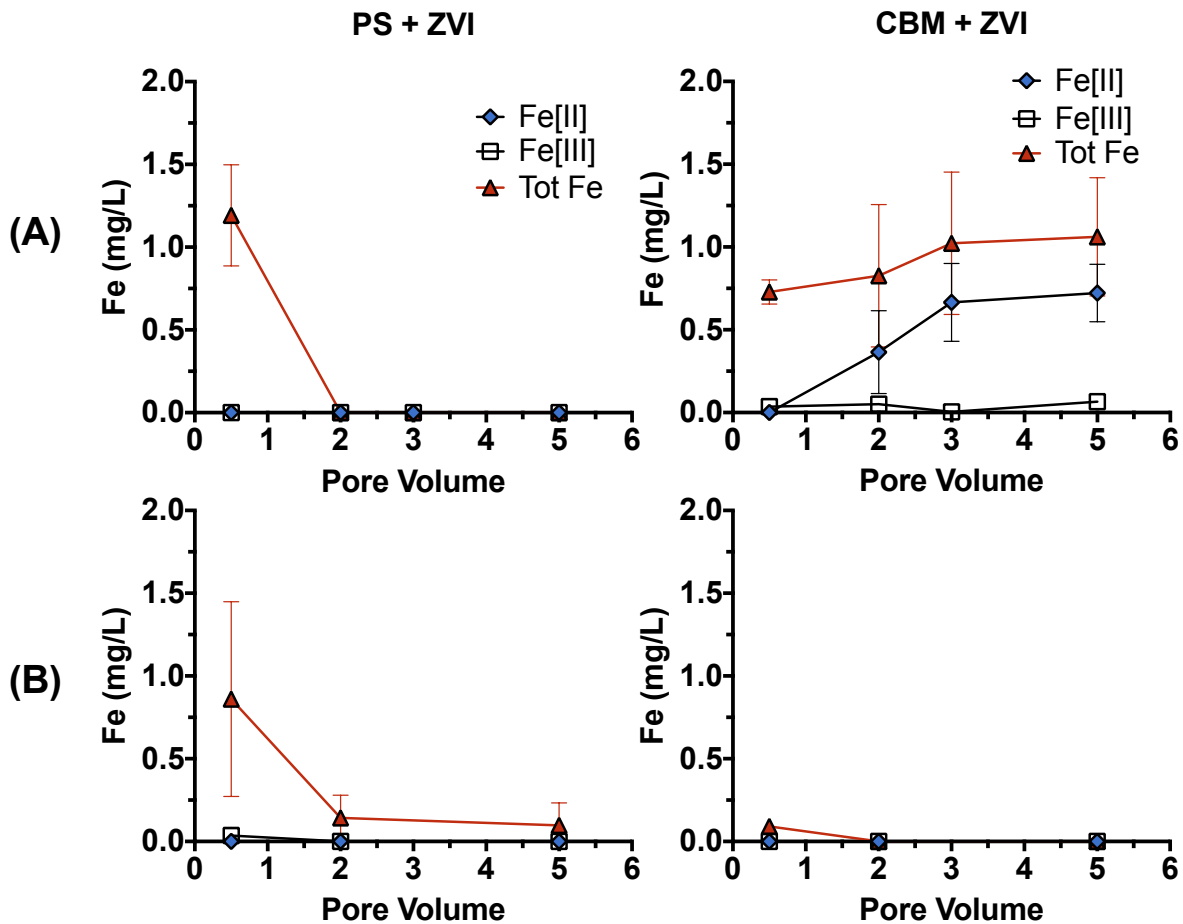 PS + ZVI
CBM + ZVI
(A)
Fe (mg/L)
2.0
1.5
1.0
0.5
0.0
Fe[II]
Fe[III]
Tot Fe
0 1 2 3 4 5 6
Pore Volume
Fe (mg/L)
2.0
1.5
1.0
0.5
0.0
Fe[II]
Fe[III]
Tot Fe
0 1 2 3 4 5 6
Pore Volume
(B)
Fe (mg/L)
2.0
1.5
1.0
0.5
0.0
0 1 2 3 4 5 6
Pore Volume
Fe (mg/L)
2.0
1.5
1.0
0.5
0.0
0 1 2 3 4 5 6
Pore Volume